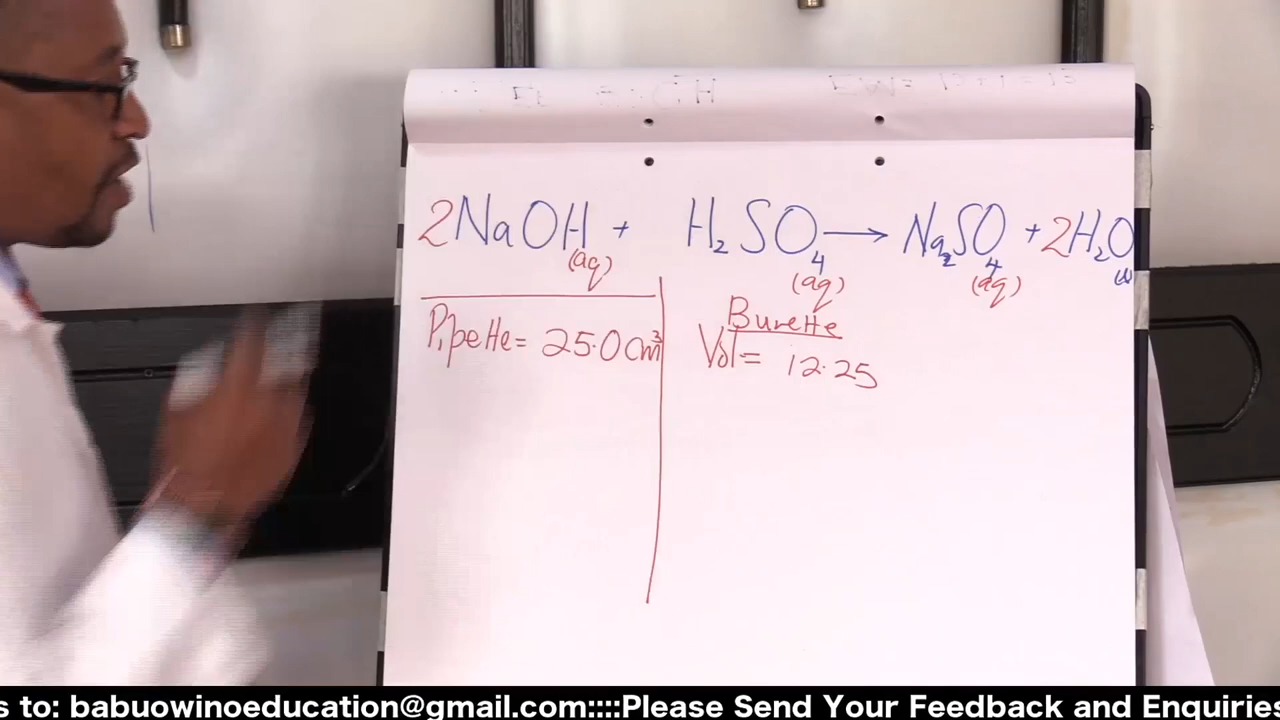 2NaOH(aq) + H₂SO₄(aq) → Na₂SO₄(aq) + 2H₂O(l)
Pipette = 25.0cm³
Burette
Vol = 12.25
s to: babuowinoeducation@gmail.com::::Please Send Your Feedback and Enquiries